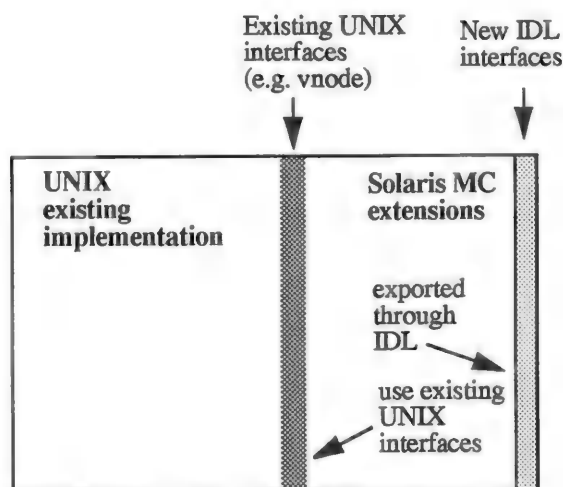 Existing UNIX
interfaces
(e.g. vnode)
New IDL
interfaces
UNIX
existing
implementation
Solaris MC
extensions
exported
through
IDL
use existing
UNIX
interfaces